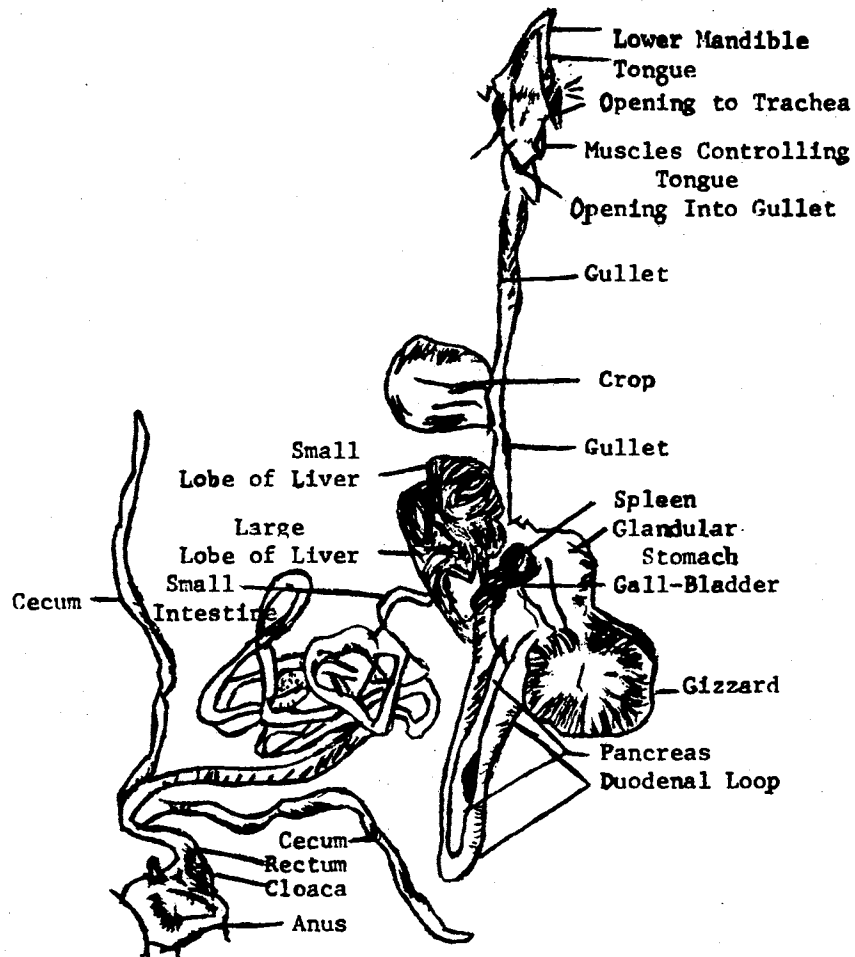 Lower Mandible
Tongue
Opening to Trachea
Muscles Controlling
Tongue
Opening Into Gullet
Gullet
Crop
Gullet
Small
Lobe of Liver
Spleen
Glandular
Stomach
Large
Lobe of Liver
Gall-Bladder
Small
Intestine
Cecum
Gizzard
Pancreas
Duodenal Loop
Cecum
Rectum
Cloaca
Anus